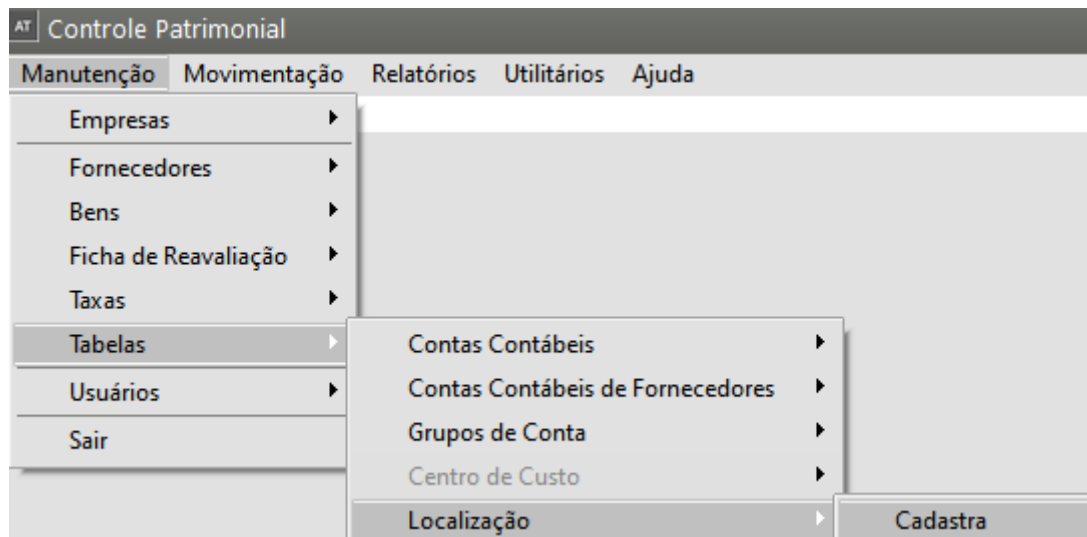 AT Controle Patrimonial
Manutenção Movimentação Relatórios Utilitários Ajuda
Empresas
Fornecedores
Bens
Ficha de Reavaliação
Taxas
Tabelas
Usuários
Sair
Contas Contábeis
Contas Contábeis de Fornecedores
Grupos de Conta
Centro de Custo
Localização
Cadastra